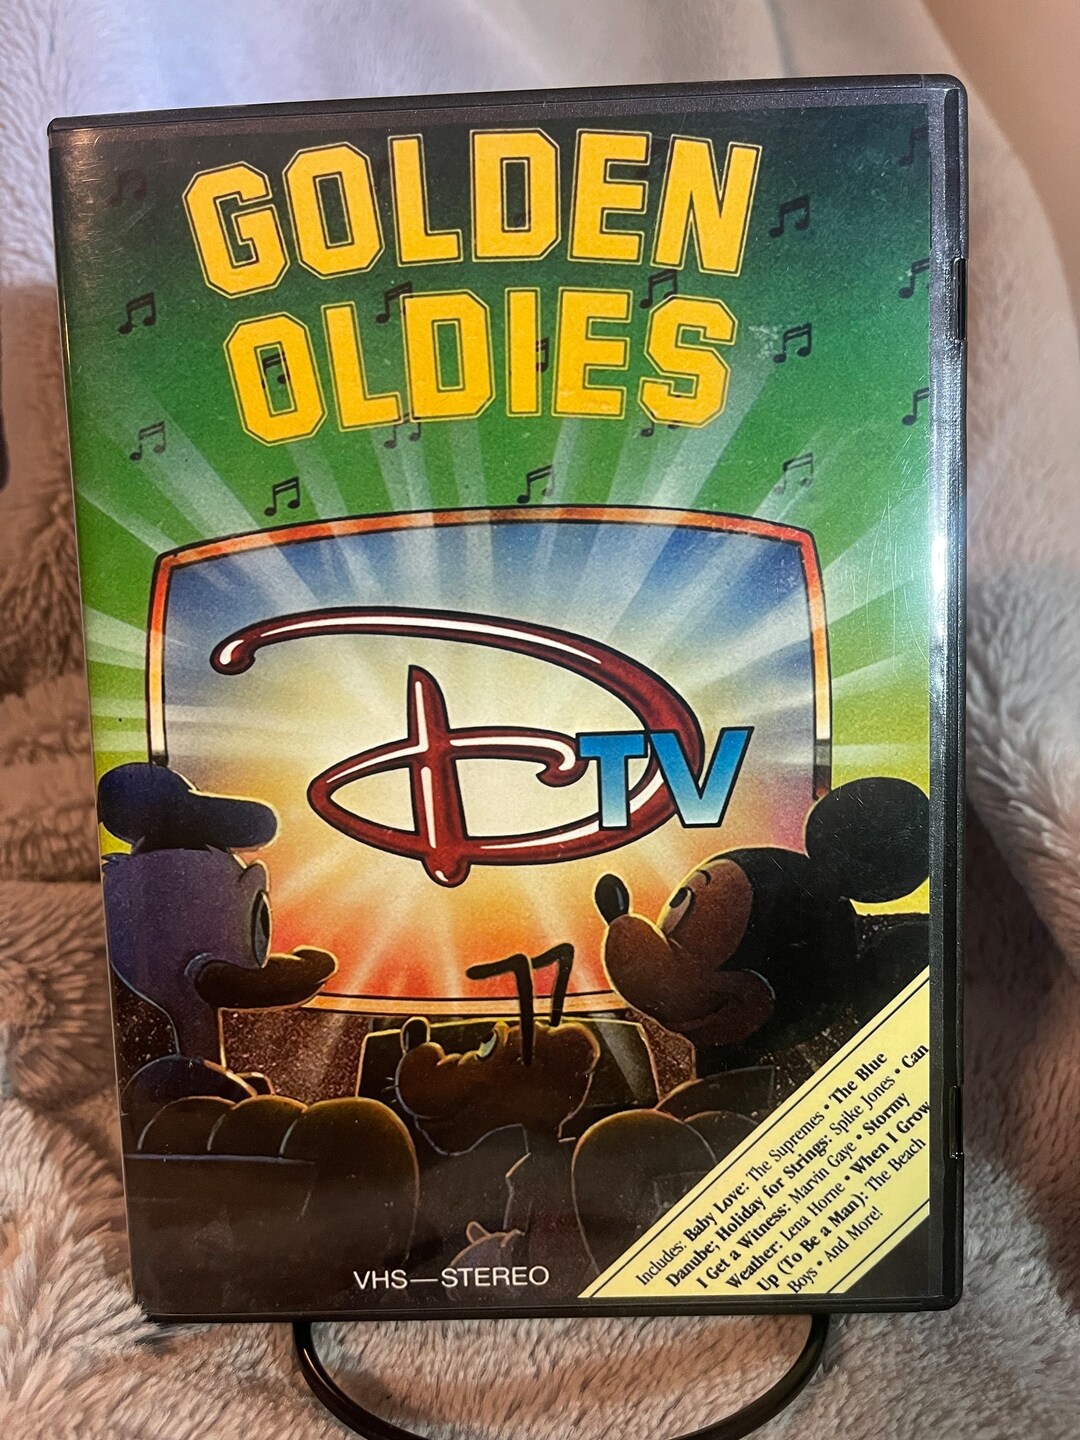 GOLDEN
OLDIES
DTV
Includes: Baby Love: The Supremes • The Blue
Danube; Holiday for Strings: Spike Jones • Can
I Get a Witness: Marvin Gaye • Stormy
Weather: Lena Horne • When I Grow
Up (To Be a Man): The Beach
Boys • And More!
VHS—STEREO